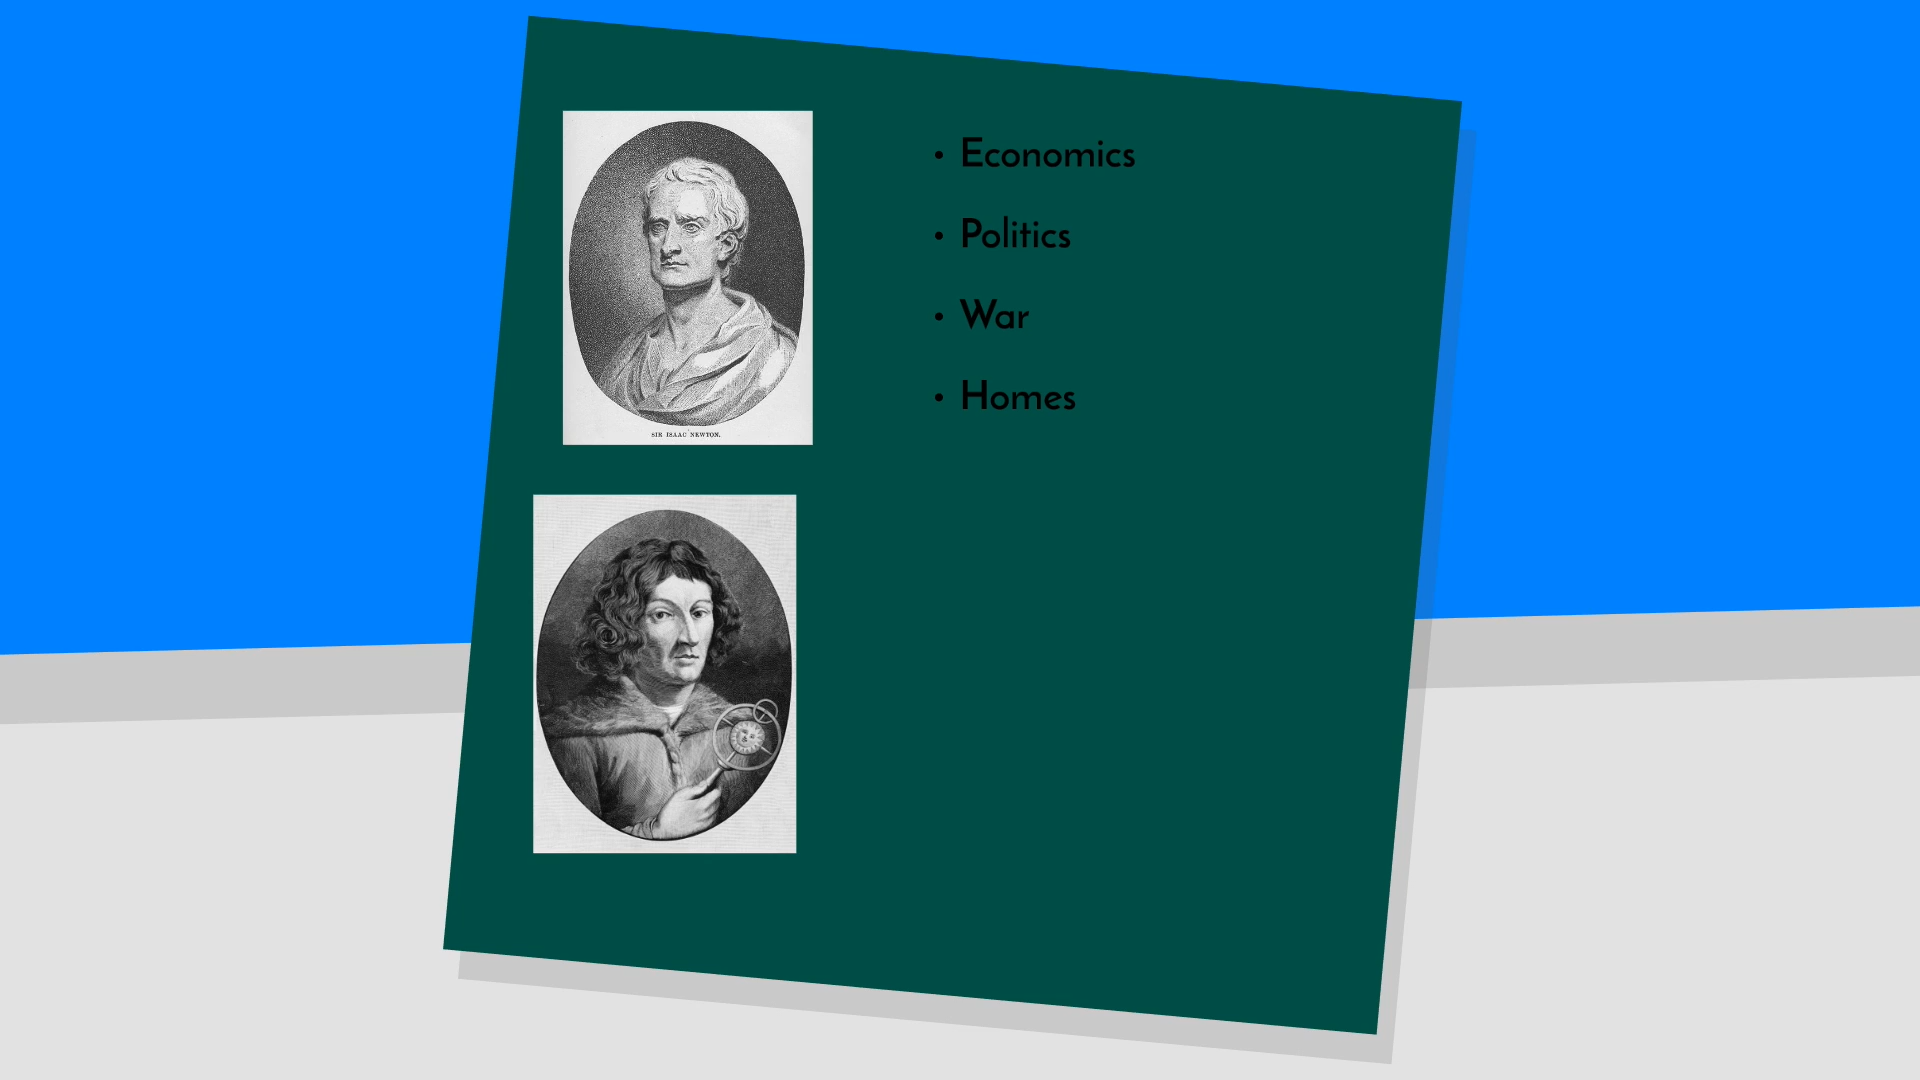 • Economics
• Politics
• War
• Homes
SIR ISAAC NEWTON.